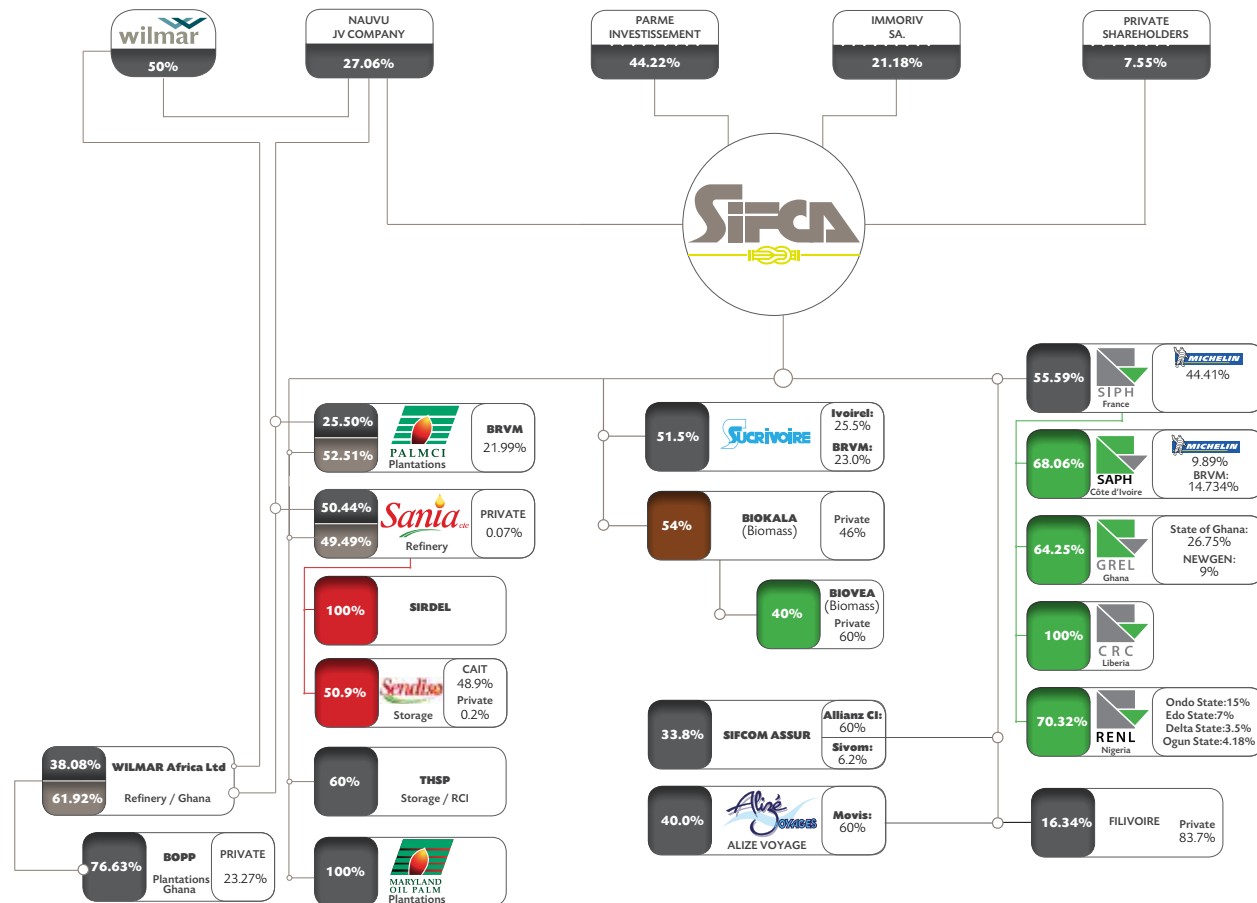 wilmar
50%
NAUVU
JV COMPANY
27.06%
PARME
INVESTISSEMENT
44.22%
IMMORIV
SA.
21.18%
PRIVATE
SHAREHOLDERS
7.55%
SIFCA
25.50%
52.51%
PALMCI
Plantations
BRVM
21.99%
50.44%
49.49%
Sania cie
Refinery
PRIVATE
0.07%
100%
SIRDEL
50.9%
Sendiso
Storage
CAIT
48.9%
Private
0.2%
60%
THSP
Storage / RCI
100%
MARYLAND
OIL PALM
Plantations
38.08%
61.92%
WILMAR Africa Ltd
Refinery / Ghana
76.63%
BOPP
Plantations
Ghana
PRIVATE
23.27%
51.5%
SUCRIVOIRE
Ivoirel:
25.5%
BRVM:
23.0%
54%
BIOKALA
(Biomass)
Private
46%
40%
BIOVEA
(Biomass)
Private
60%
33.8%
SIFCOM ASSUR
Allianz CI:
60%
Sivom:
6.2%
40.0%
Alizé
VOYAGES
ALIZE VOYAGE
Movis:
60%
55.59%
SIPH
France
MICHELIN
44.41%
68.06%
SAPH
Côte d'Ivoire
MICHELIN
9.89%
BRVM:
14.734%
64.25%
GREL
Ghana
State of Ghana:
26.75%
NEWGEN:
9%
100%
CRC
Liberia
70.32%
RENL
Nigeria
Ondo State:15%
Edo State:7%
Delta State:3.5%
Ogun State:4.18%
16.34%
FILIVOIRE
Private
83.7%